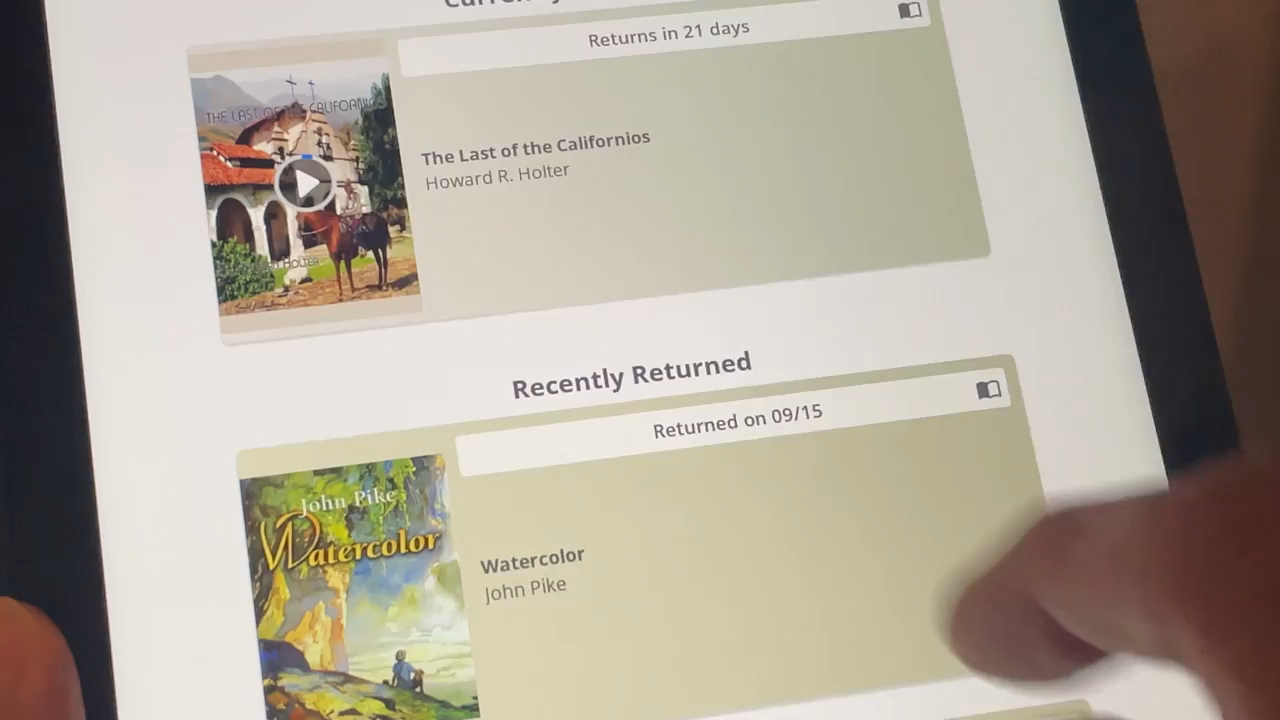 Returns in 21 days
THE LAST OF THE CALIFORNIOS
The Last of the Californios
Howard R. Holter
HOLTER
Recently Returned
Returned on 09/15
John Pike
Watercolor
Watercolor
John Pike